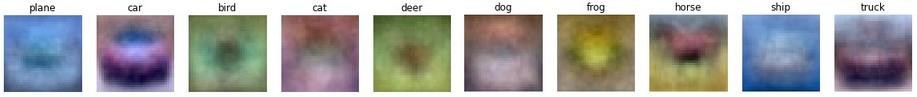 plane car bird cat deer dog frog horse ship truck